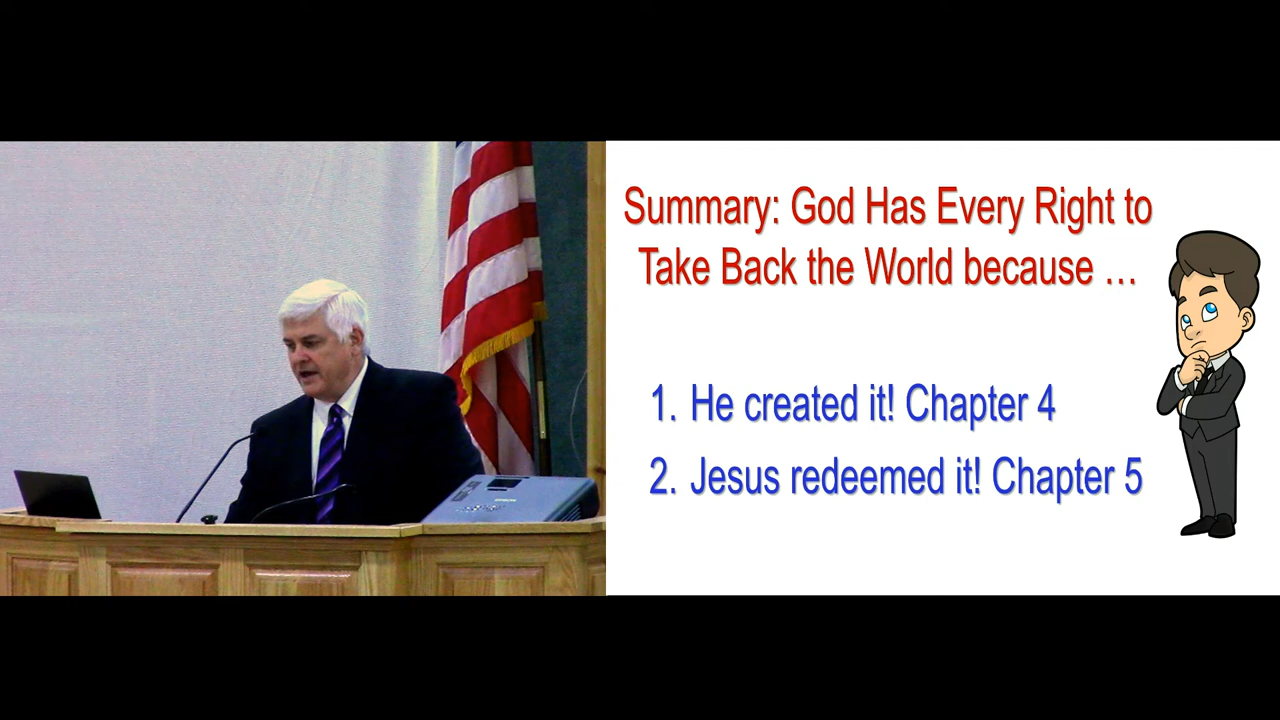 Summary: God Has Every Right to
Take Back the World because …
1. He created it! Chapter 4
2. Jesus redeemed it! Chapter 5